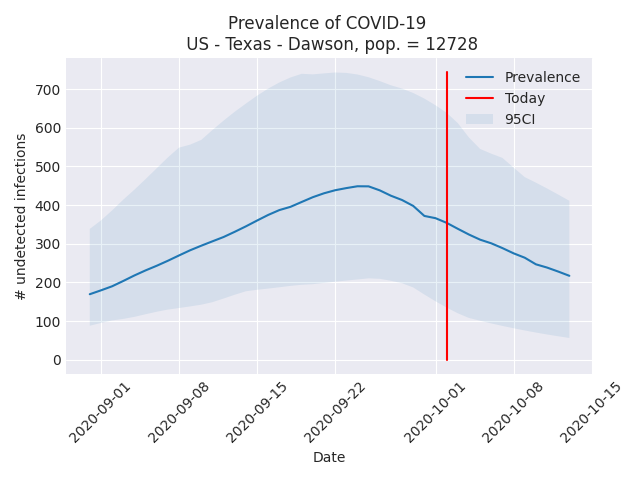 Prevalence of COVID-19
US - Texas - Dawson, pop. = 12728
Prevalence
Today
95CI
700
600
500
400
300
200
100
0
# undetected infections
2020-09-01
2020-09-08
2020-09-15
2020-09-22
2020-10-01
2020-10-08
2020-10-15
Date